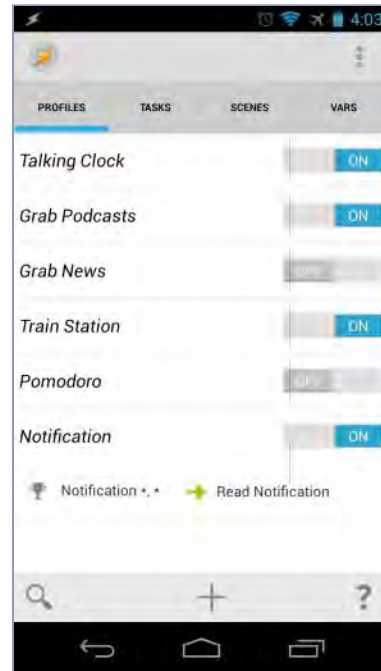 4:03
PROFILES TASKS SCENES VARS
Talking Clock ON
Grab Podcasts ON
Grab News OFF
Train Station ON
Pomodoro OFF
Notification ON
Notification *, * Read Notification
?